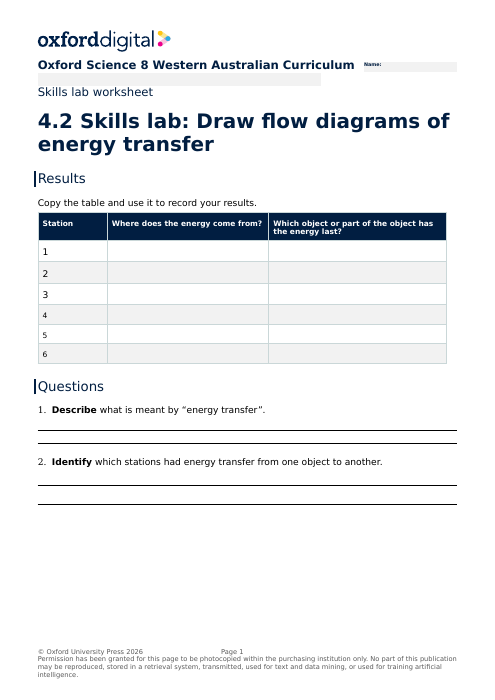 oxforddigital
Oxford Science 8 Western Australian Curriculum Name:
Skills lab worksheet
4.2 Skills lab: Draw flow diagrams of
energy transfer
Results
Copy the table and use it to record your results.
Station Where does the energy come from? Which object or part of the object has
the energy last?
1
2
3
4
5
6
Questions
1. Describe what is meant by “energy transfer”.
2. Identify which stations had energy transfer from one object to another.
© Oxford University Press 2026 Page 1
Permission has been granted for this page to be photocopied within the purchasing institution only. No part of this publication
may be reproduced, stored in a retrieval system, transmitted, used for text and data mining, or used for training artificial
intelligence.